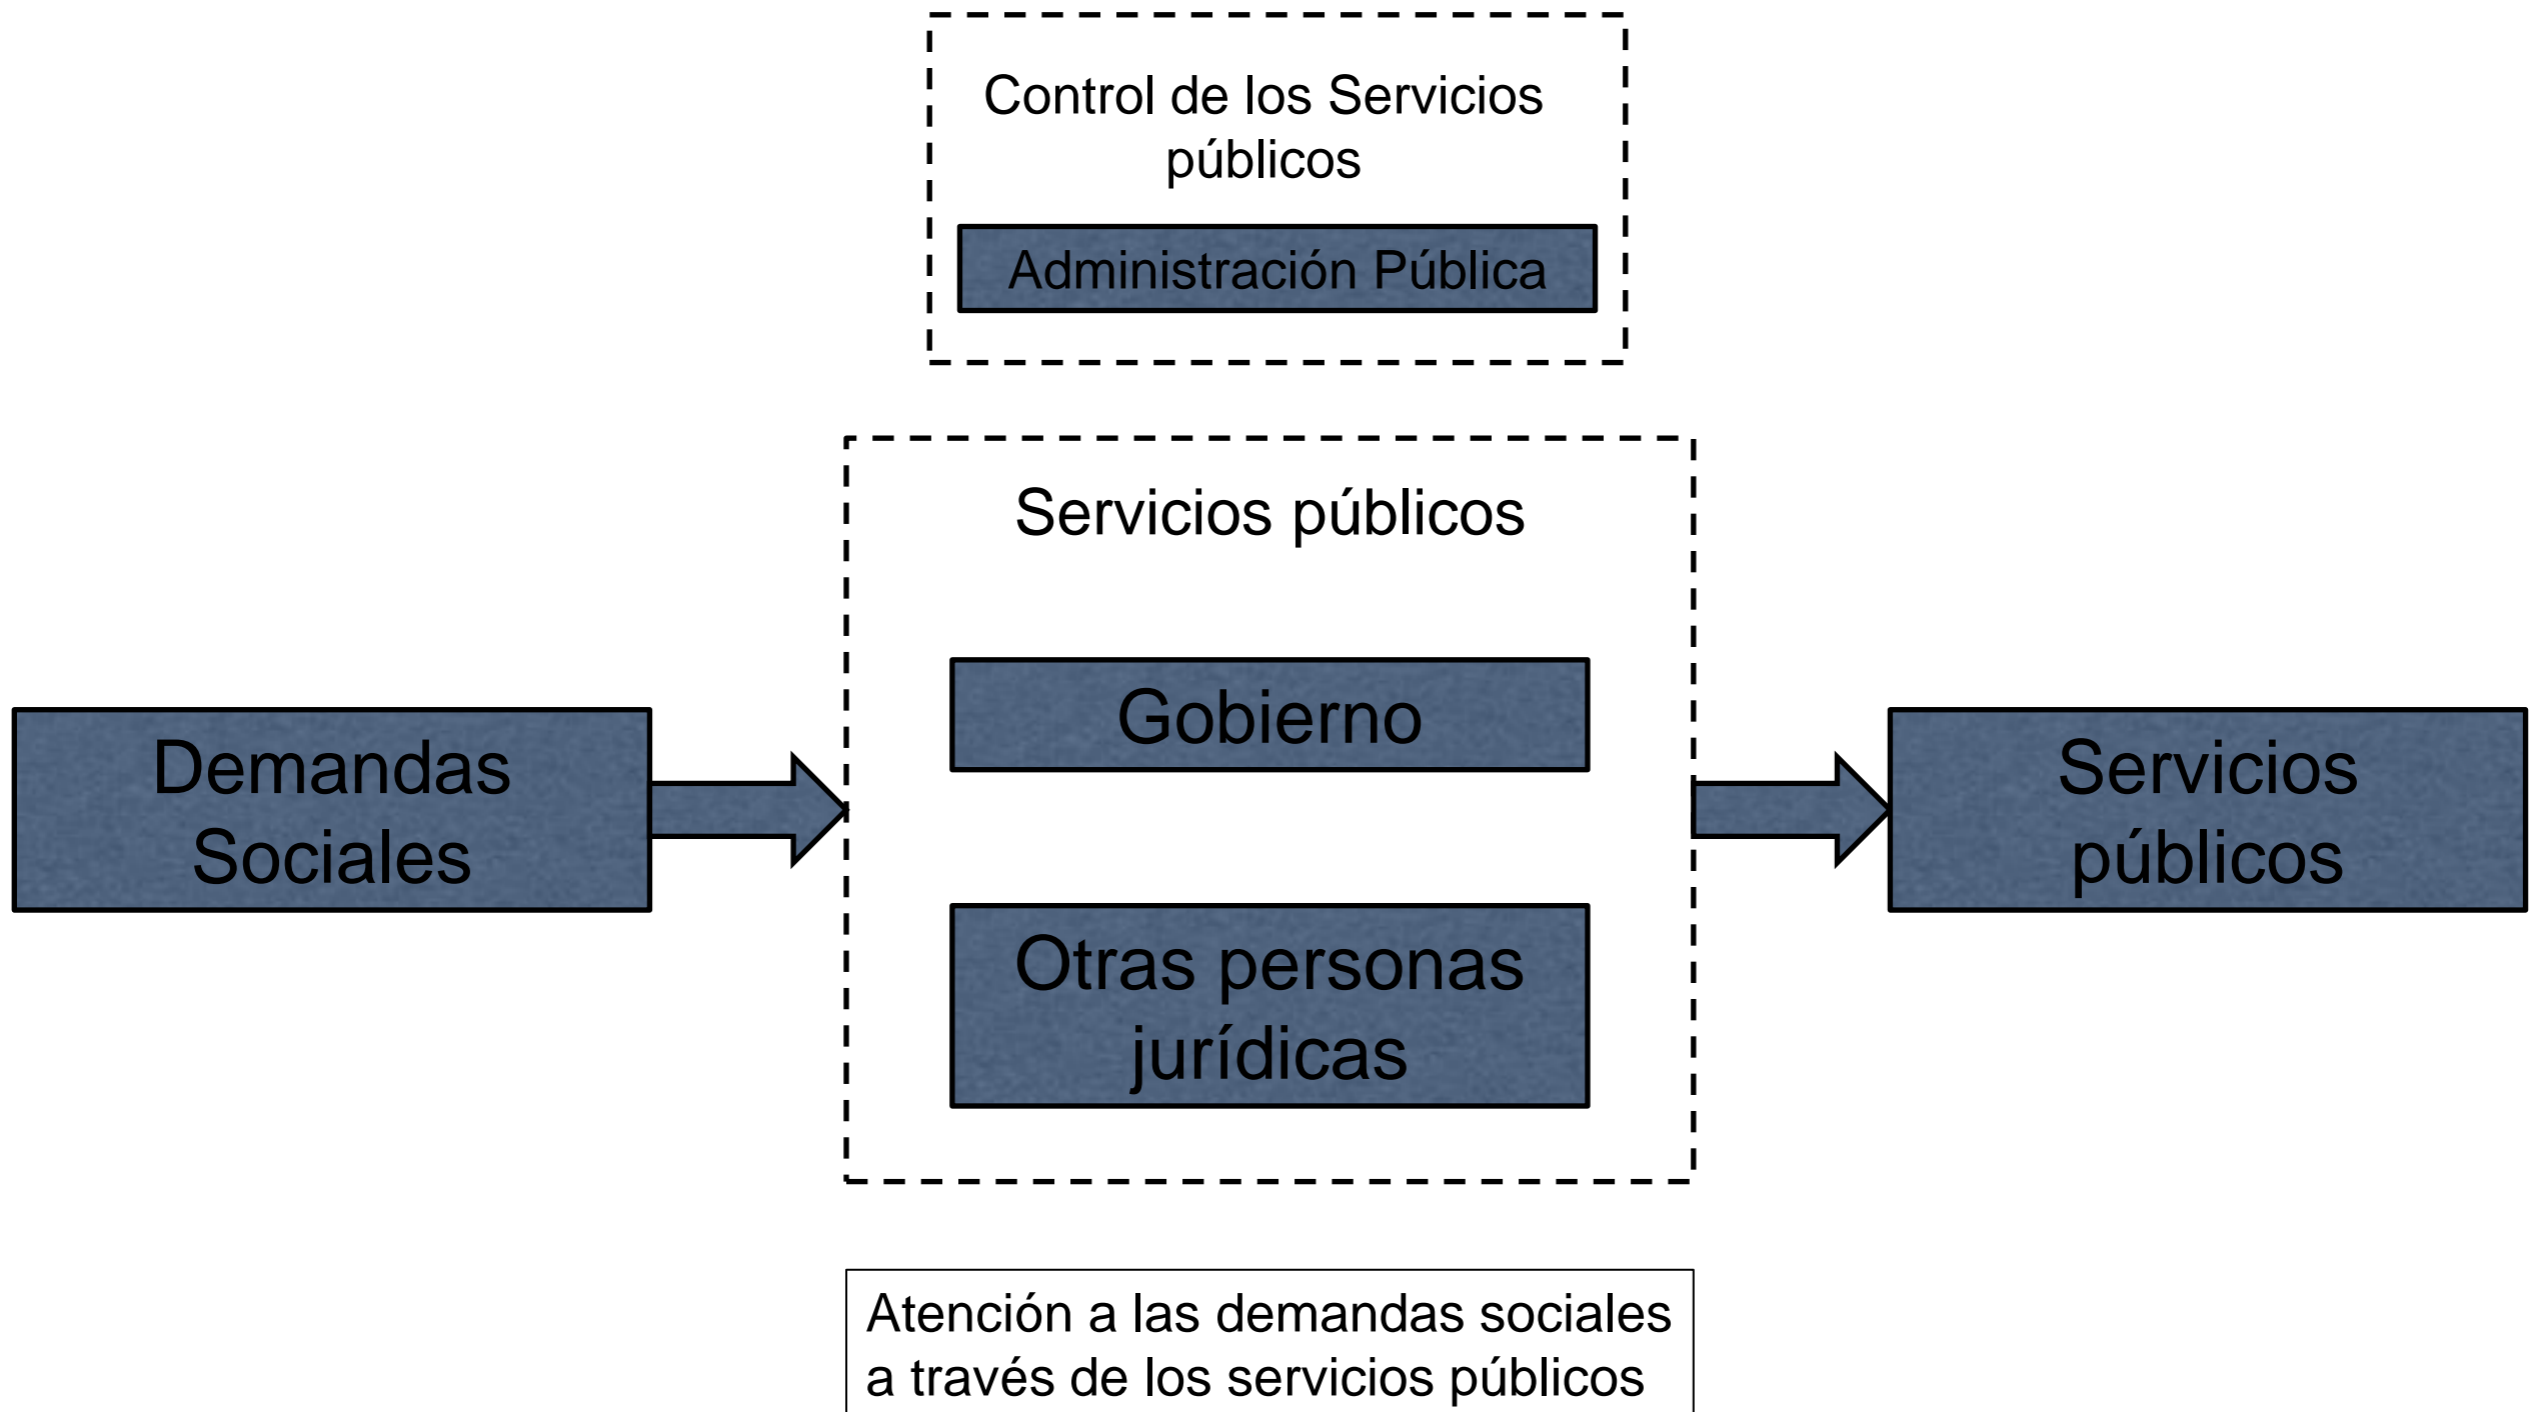 Control de los Servicios
públicos
Administración Pública
Servicios públicos
Gobierno
Demandas
Sociales
Servicios
públicos
Otras personas
jurídicas
Atención a las demandas sociales
a través de los servicios públicos